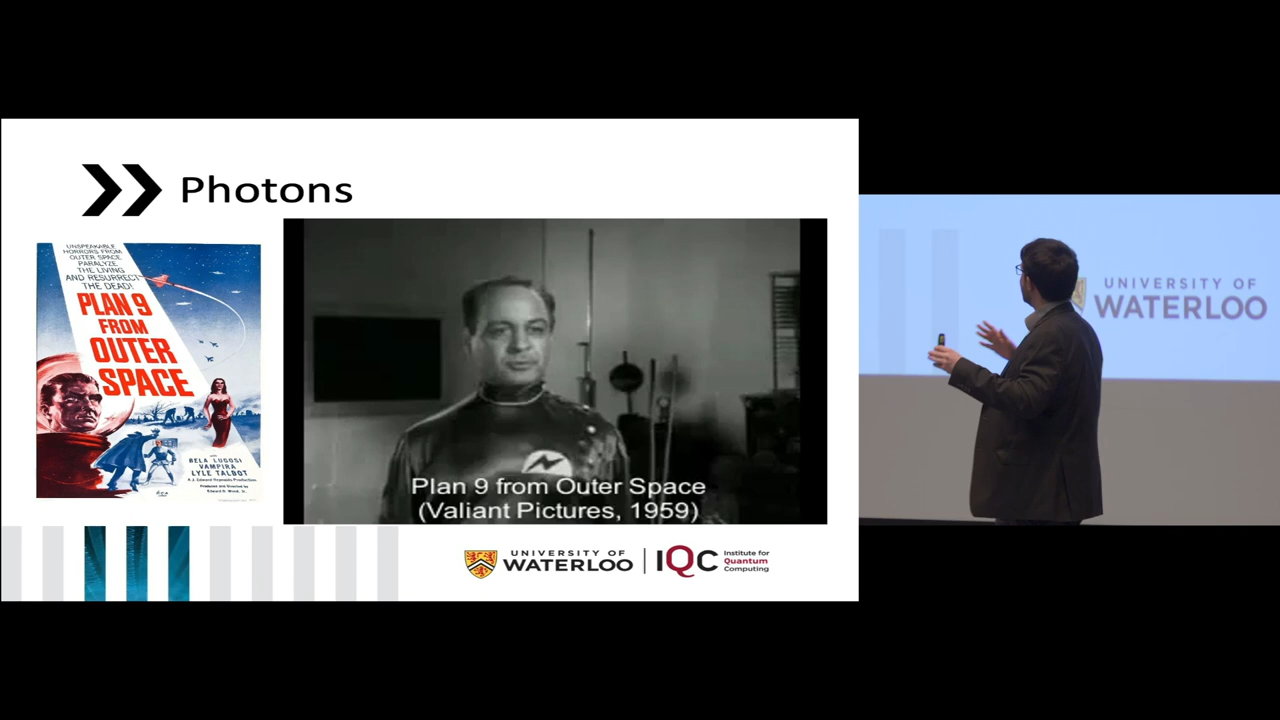 Photons
UNSPEAKABLE
HORRORS FROM
OUTER SPACE
PARALYZE
THE LIVING
AND RESURRECT
THE DEAD!
PLAN 9
FROM
OUTER
SPACE
BELA LUGOSI
VAMPIRA
LYLE TALBOT
Plan 9 from Outer Space
(Valiant Pictures, 1959)
UNIVERSITY OF
WATERLOO
IQC
Institute for
Quantum
Computing
UNIVERSITY OF
WATERLOO